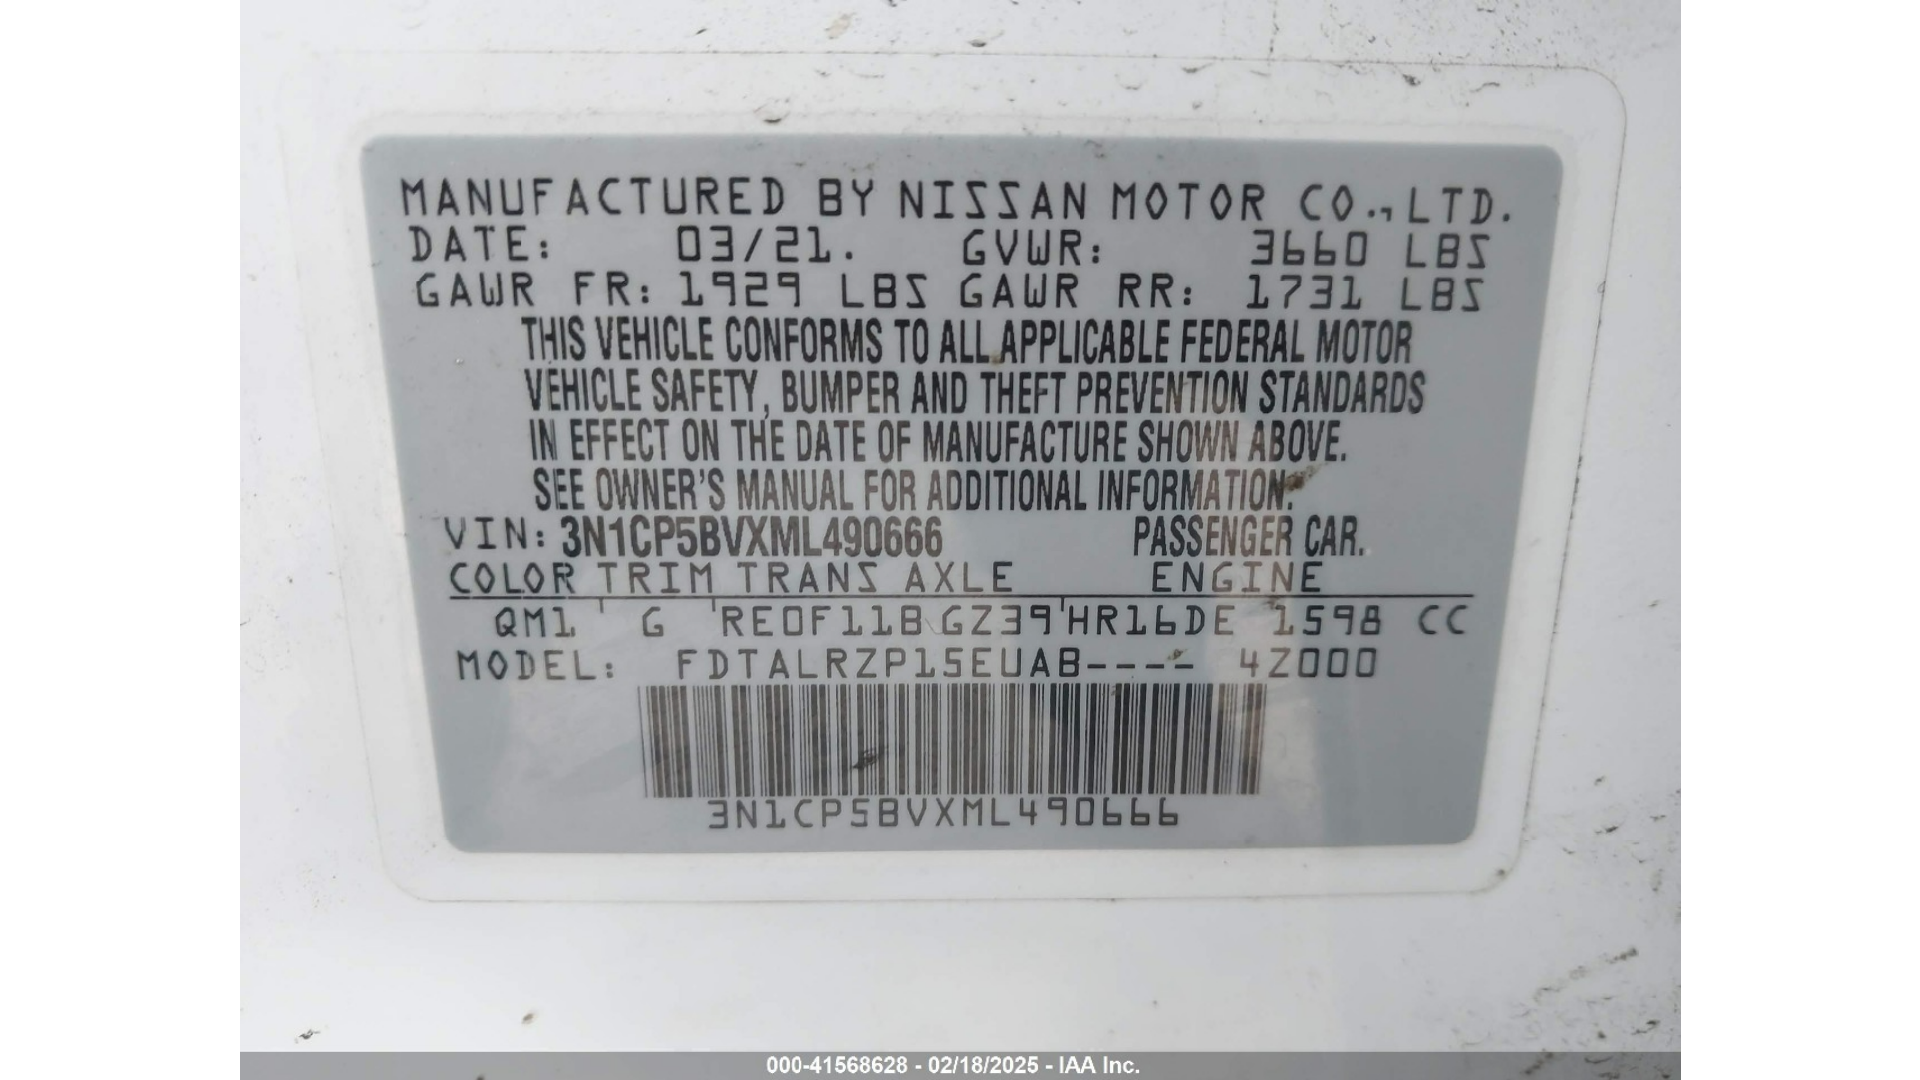 MANUFACTURED BY NISSAN MOTOR CO., LTD.
DATE: 03/21. GVWR: 3660 LBS
GAWR FR: 1929 LBS GAWR RR: 1731 LBS
THIS VEHICLE CONFORMS TO ALL APPLICABLE FEDERAL MOTOR
VEHICLE SAFETY, BUMPER AND THEFT PREVENTION STANDARDS
IN EFFECT ON THE DATE OF MANUFACTURE SHOWN ABOVE.
SEE OWNER'S MANUAL FOR ADDITIONAL INFORMATION.
VIN: 3N1CP5BVXML490666 PASSENGER CAR.
COLOR TRIM TRANS AXLE ENGINE
QM1 G RE0F11B GZ39 HR16DE 1598 CC
MODEL: FDTALRZP15EUAB---- 4Z000
3N1CP5BVXML490666
000-41568628 - 02/18/2025 - IAA Inc.